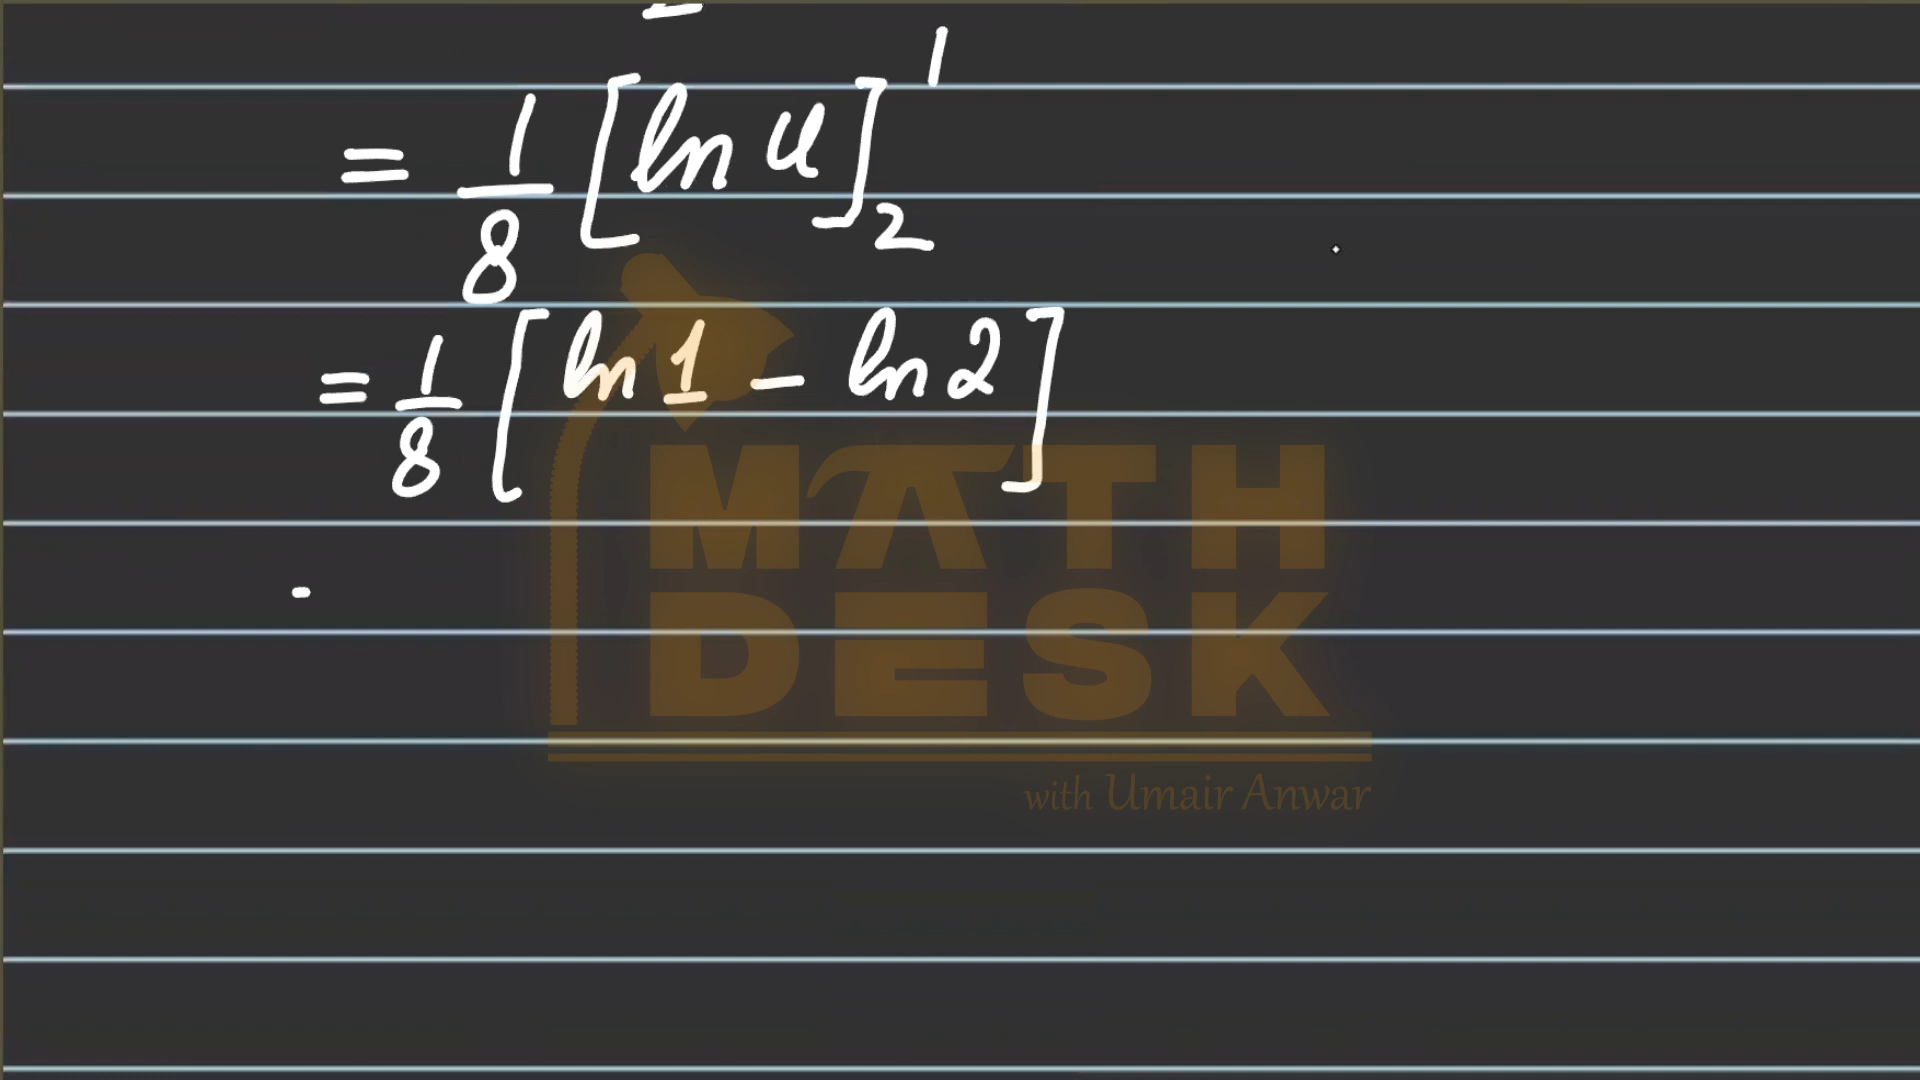 = 1/8 [ln u]₂¹
= 1/8 [ln 1 - ln 2]
-
MATH
DESK
with Umair Anwar